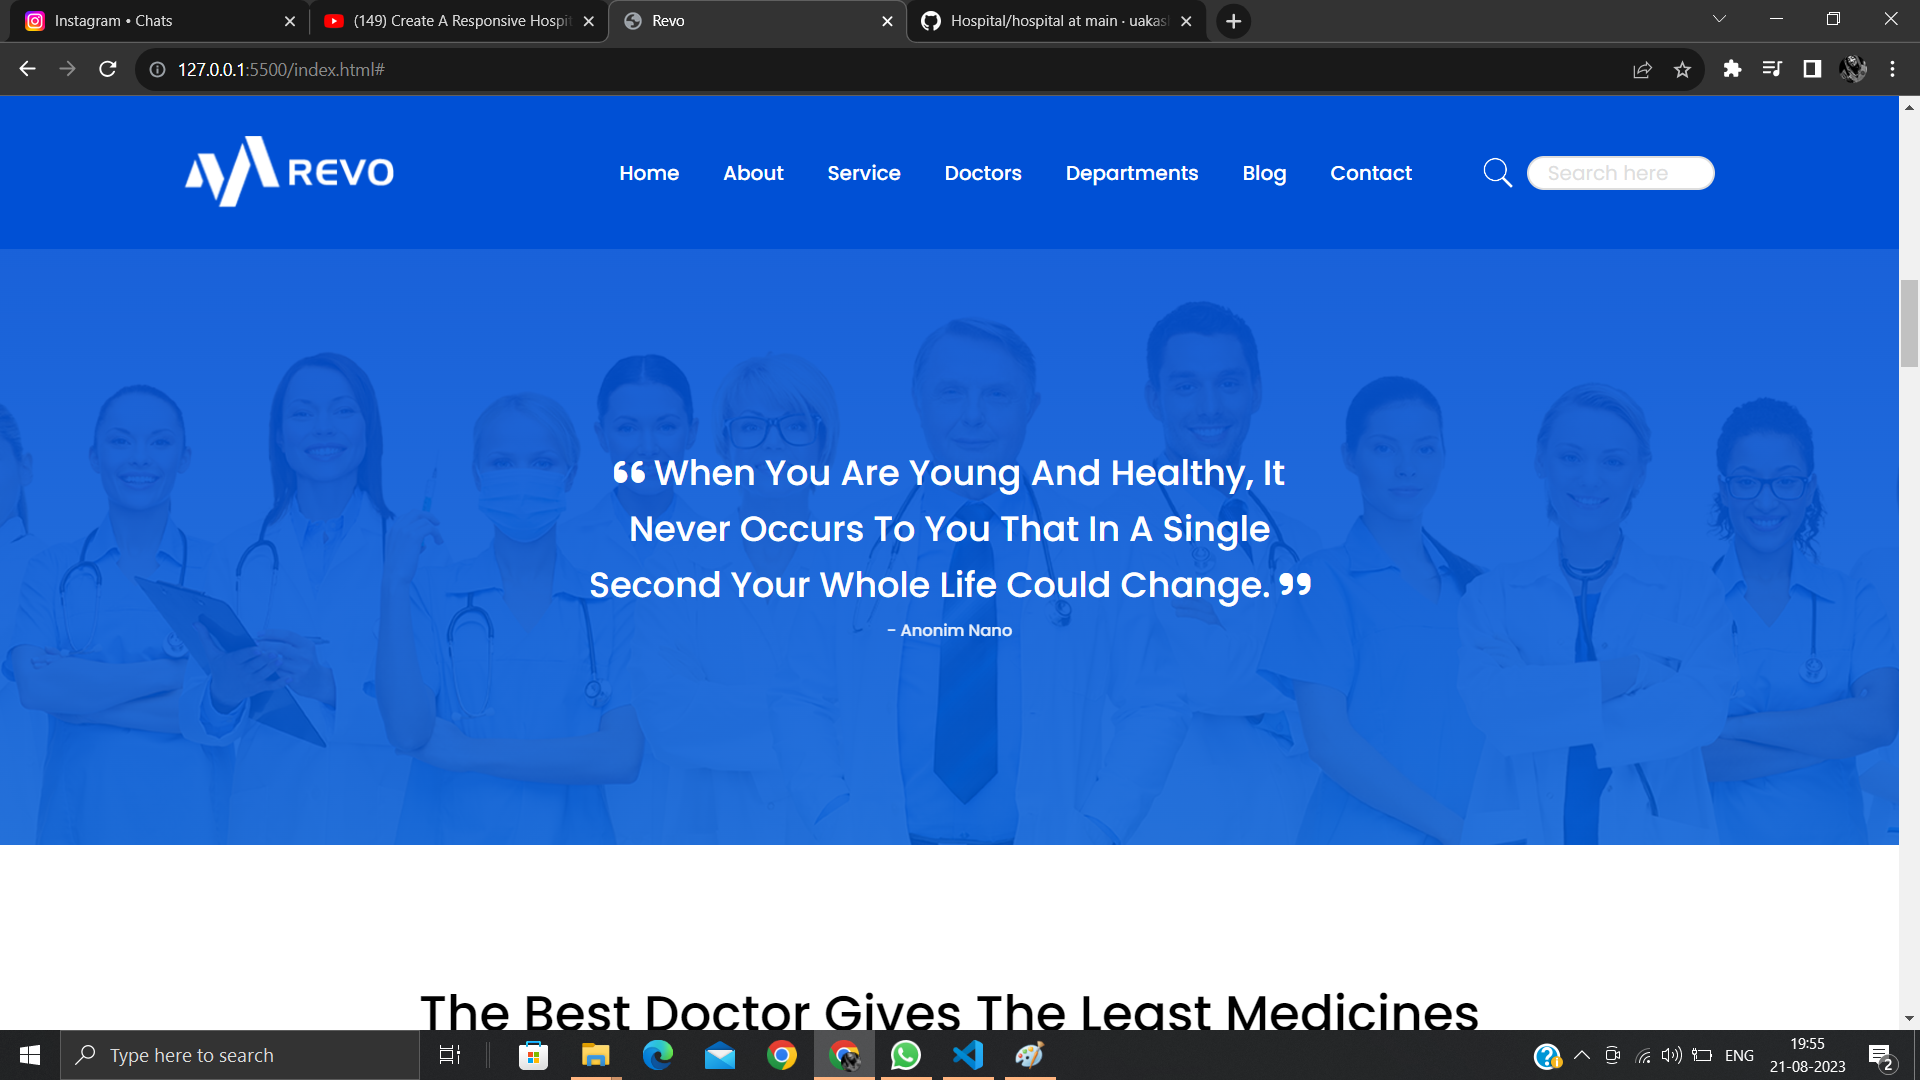 Instagram • Chats
(149) Create A Responsive Hospit
Revo
Hospital/hospital at main · uakas
127.0.0.1:5500/index.html#
REVO
Home
About
Service
Doctors
Departments
Blog
Contact
Search here
“ When You Are Young And Healthy, It
Never Occurs To You That In A Single
Second Your Whole Life Could Change. ”
- Anonim Nano
The Best Doctor Gives The Least Medicines
Type here to search
ENG
19:55
21-08-2023
2